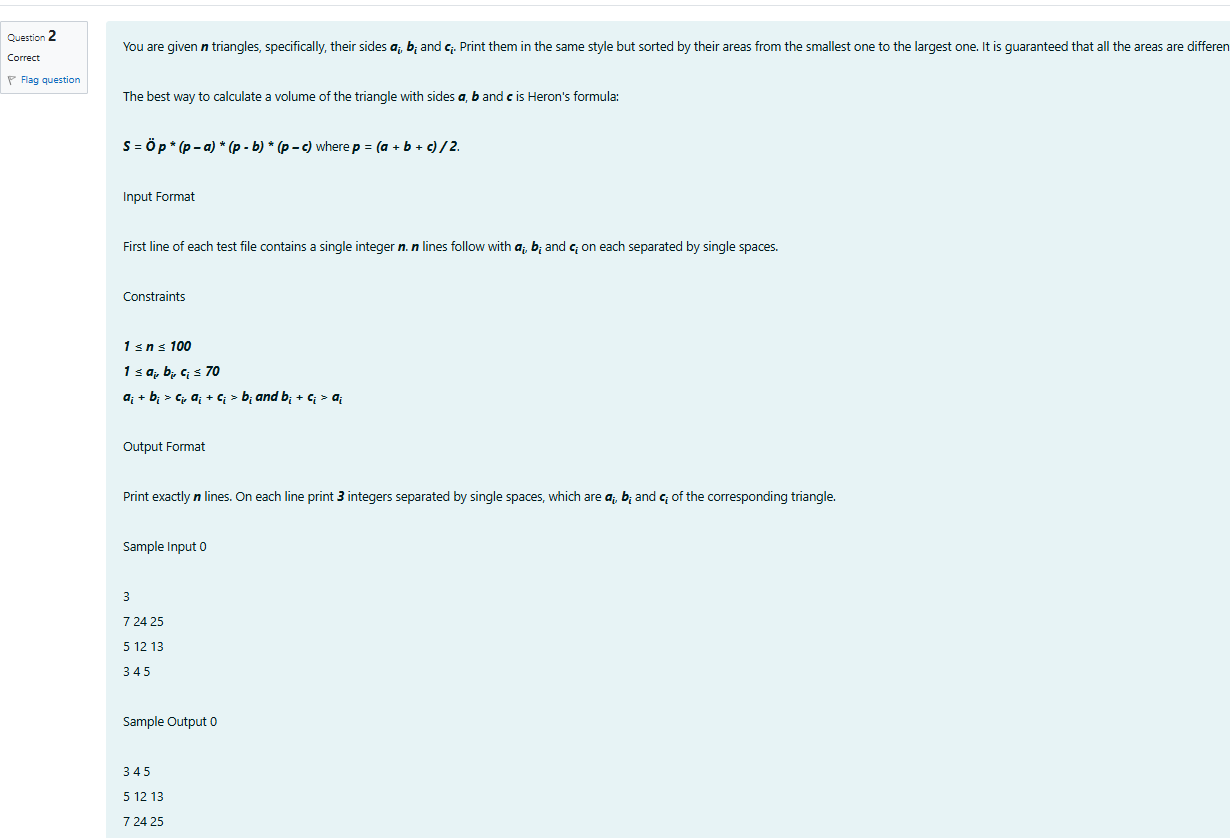 Question 2
Correct
Flag question
You are given n triangles, specifically, their sides ai, bi and ci. Print them in the same style but sorted by their areas from the smallest one to the largest one. It is guaranteed that all the areas are differen
The best way to calculate a volume of the triangle with sides a, b and c is Heron's formula:
S = Ö p * (p – a) * (p - b) * (p – c) where p = (a + b + c) / 2.
Input Format
First line of each test file contains a single integer n. n lines follow with ai, bi and ci on each separated by single spaces.
Constraints
1 ≤ n ≤ 100
1 ≤ ai, bi, ci ≤ 70
ai + bi > ci, ai + ci > bi and bi + ci > ai
Output Format
Print exactly n lines. On each line print 3 integers separated by single spaces, which are ai, bi and ci of the corresponding triangle.
Sample Input 0
3
7 24 25
5 12 13
3 4 5
Sample Output 0
3 4 5
5 12 13
7 24 25